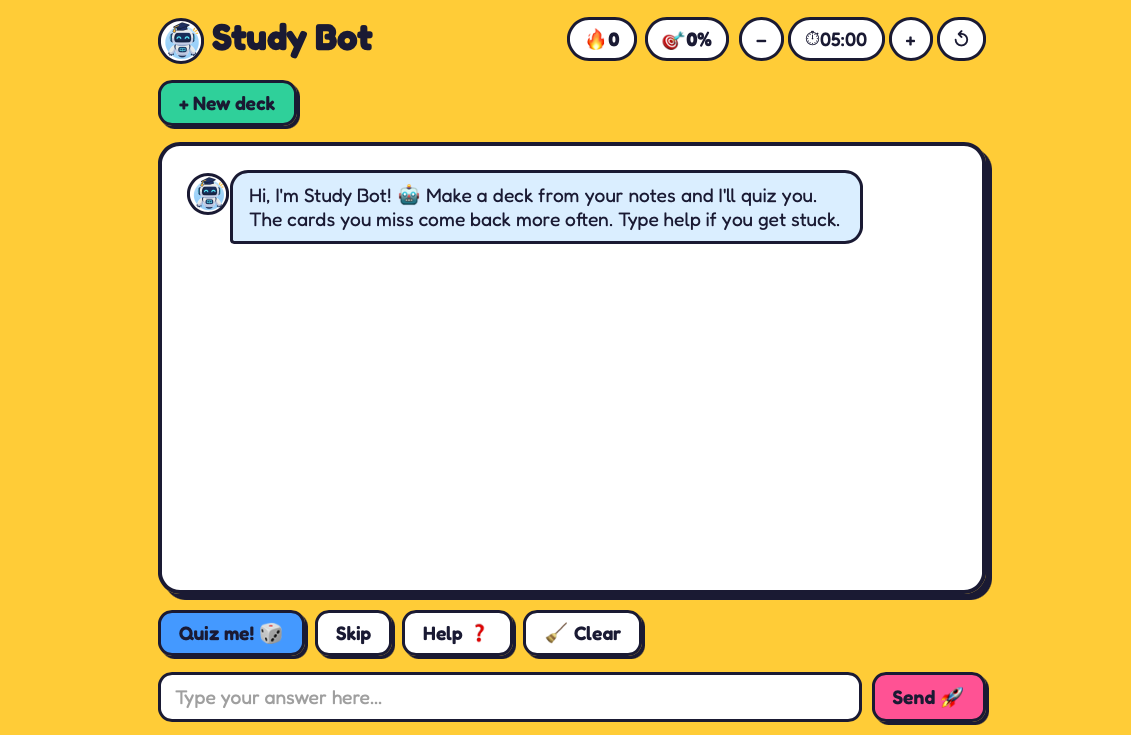 Study Bot
🔥 0
🎯 0%
–
⏱05:00
+
↺
+ New deck
Hi, I'm Study Bot! 🤖 Make a deck from your notes and I'll quiz you.
The cards you miss come back more often. Type help if you get stuck.
Quiz me! 🎲
Skip
Help ❓
🧹 Clear
Type your answer here...
Send 🚀